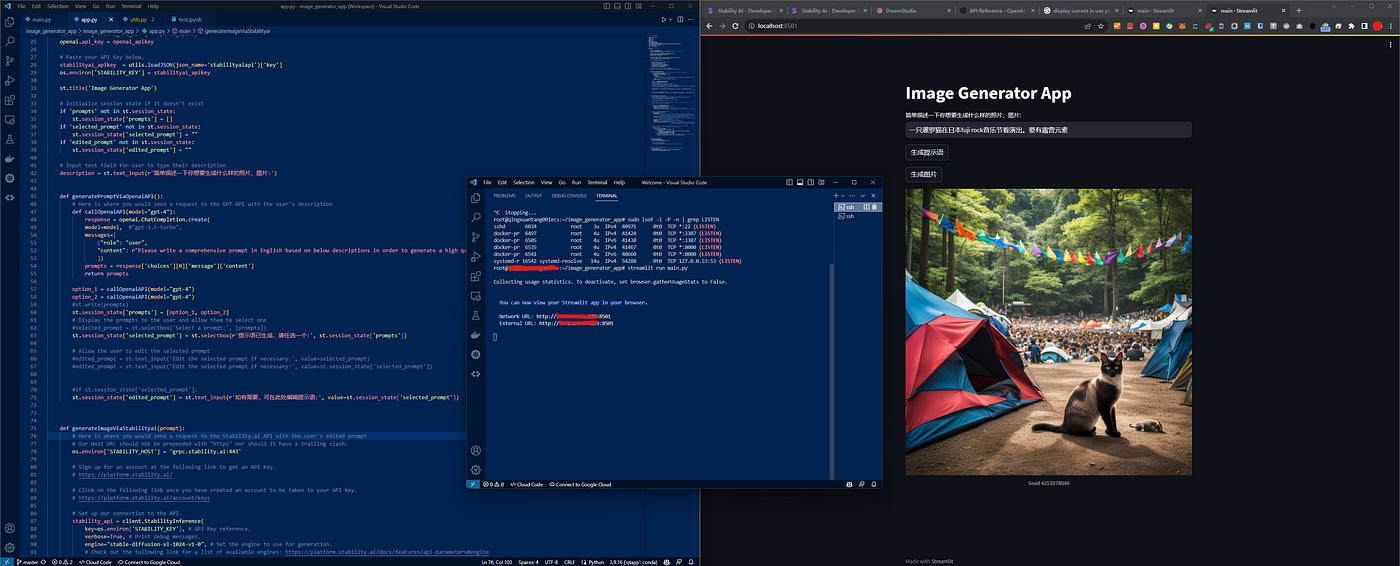 File Edit Selection View Go Run Terminal Help
app.py - image_generator_app (Workspace) - Visual Studio Code
main.py
app.py
utils.py 2
test.ipynb
image_generator_app > image_generator_app > app.py > main > generateImageViaStabilityai
25 openai.api_key = openai_apikey
# Paste your API Key below.
stabilityai_apikey = utils.loadJSON(json_name='stabilityaiapi')['key']
os.environ['STABILITY_KEY'] = stabilityai_apikey
st.title('Image Generator App')
# Initialize session state if it doesn't exist
if 'prompts' not in st.session_state:
st.session_state['prompts'] = []
if 'selected_prompt' not in st.session_state:
st.session_state['selected_prompt'] = ""
if 'edited_prompt' not in st.session_state:
st.session_state['edited_prompt'] = ""
# Input text field for user to type their description
description = st.text_input(r'简单描述一下你想要生成什么样的照片、图片:')
def generatePromptViaOpenaiAPI():
# Here is where you would send a request to the GPT API with the user's description
def callOpenAI(model="gpt-4"):
response = openai.ChatCompletion.create(
model=model, #"gpt-3.5-turbo",
messages=[
{"role": "user",
"content": r"Please write a comprehensive prompt in English based on below descriptions in order to generate a high qu
])
prompts = response['choices'][0]['message']['content']
return prompts
option_1 = callOpenAI(model="gpt-4")
option_2 = callOpenAI(model="gpt-4")
#st.write(prompts)
st.session_state['prompts'] = [option_1, option_2]
# Display the prompts to the user and allow them to select one
#selected_prompt = st.selectbox('Select a prompt:', [prompts])
st.session_state['selected_prompt'] = st.selectbox(r'提示语已生成，请任选一个:', st.session_state['prompts'])
# Allow the user to edit the selected prompt
#edited_prompt = st.text_input('Edit the selected prompt if necessary:', value=selected_prompt)
#edited_prompt = st.text_input('Edit the selected prompt if necessary:', value=st.session_state['selected_prompt'])
#if st.session_state['selected_prompt']:
st.session_state['edited_prompt'] = st.text_input(r'如有需要，可在此处编辑提示语:', value=st.session_state['selected_prompt'])
def generateImageViaStabilityai(prompt):
# Here is where you would send a request to the Stability.ai API with the user's edited prompt
# Our Host URL should not be prepended with "https" nor should it have a trailing slash.
os.environ['STABILITY_HOST'] = 'grpc.stability.ai:443'
# Sign up for an account at the following link to get an API Key.
# https://platform.stability.ai/
# Click on the following link once you have created an account to be taken to your API Key.
# https://platform.stability.ai/account/keys
# Set up our connection to the API.
stability_api = client.StabilityInference(
key=os.environ['STABILITY_KEY'], # API Key reference.
verbose=True, # Print debug messages.
engine="stable-diffusion-xl-1024-v1-0", # Set the engine to use for generation.
# Check out the following link for a list of available engines: https://platform.stability.ai/docs/features/api-parameters#engine
master 0 2 Cloud Code Connect to Google Cloud
Ln 76, Col 103 Spaces: 4 UTF-8 CRLF Python 3.9.16 ('qtapp': conda)
File Edit Selection View Go Run Terminal Help
Welcome - Visual Studio Code
PROBLEMS OUTPUT DEBUG CONSOLE TERMINAL
ssh
ssh
^C Stopping...
root@qingxuantang001ecs:~/image_generator_app# sudo lsof -i -P -n | grep LISTEN
sshd 6034 root 3u IPv4 40971 0t0 TCP *:22 (LISTEN)
docker-pr 6497 root 4u IPv4 41424 0t0 TCP *:3307 (LISTEN)
docker-pr 6505 root 4u IPv6 41430 0t0 TCP *:3307 (LISTEN)
docker-pr 6535 root 4u IPv4 41467 0t0 TCP *:8000 (LISTEN)
docker-pr 6541 root 4u IPv6 40660 0t0 TCP *:8000 (LISTEN)
systemd-r 16542 systemd-resolve 14u IPv4 54288 0t0 TCP 127.0.0.53:53 (LISTEN)
:~/image_generator_app# streamlit run main.py
Collecting usage statistics. To deactivate, set browser.gatherUsageStats to False.
You can now view your Streamlit app in your browser.
Network URL: http:// :8501
External URL: http:// :8501
0 0 Cloud Code Connect to Google Cloud
Stability AI - Developer
Stability AI - Developer
DreamStudio
API Reference - OpenAI
display current in use p
main · Streamlit
main · Streamlit
localhost:8501
Image Generator App
简单描述一下你想要生成什么样的照片、图片:
一只暹罗猫在日本fuji rock音乐节看演出，要有露营元素
生成提示语
生成图片
Seed 4253978046
Made with Streamlit